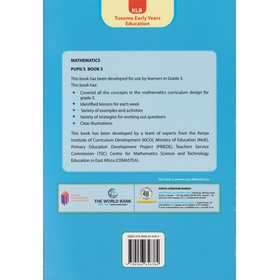 KLB
Tusome Early Years
Education
MATHEMATICS
PUPIL'S BOOK 3
This book has been developed for use by learners in Grade 3.
This book has:
• Covered all the concepts in the mathematics curriculum design for
grade 3
• Identified lessons for each week
• Variety of examples and activities
• Variety of strategies for working out questions
• Clear illustrations
This book has been developed by a team of experts from the Kenya
Institute of Curriculum Development (KICD), Ministry of Education (MoE),
Primary Education Development Project (PRIEDE), Teachers Service
Commission (TSC) Centre for Mathematics Science and Technology
Education in East Africa (CEMASTEA).
THE WORLD BANK
KENYA LITERATURE BUREAU